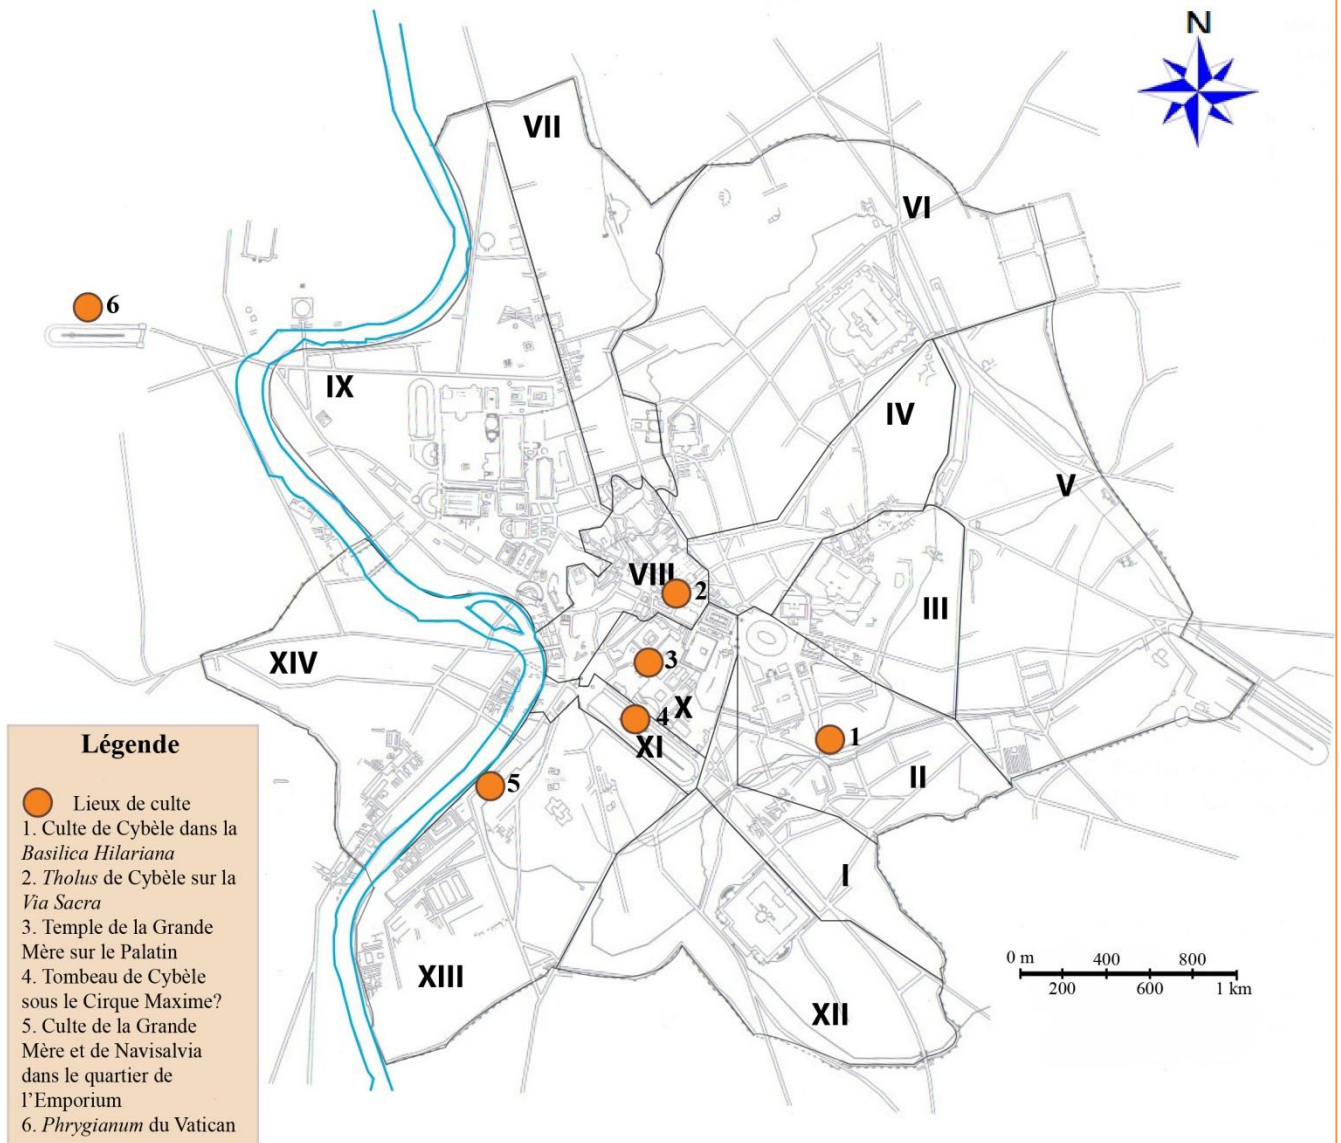 N
VII
VI
6
IX
IV
V
VIII
2
III
XIV
3
X
4
XI
1
II
5
I
XIII
XII
0 m 400 800
200 600 1 km
Légende
Lieux de culte
1. Culte de Cybèle dans la
Basilica Hilariana
2. Tholus de Cybèle sur la
Via Sacra
3. Temple de la Grande
Mère sur le Palatin
4. Tombeau de Cybèle
sous le Cirque Maxime?
5. Culte de la Grande
Mère et de Navisalvia
dans le quartier de
l'Emporium
6. Phrygianum du Vatican